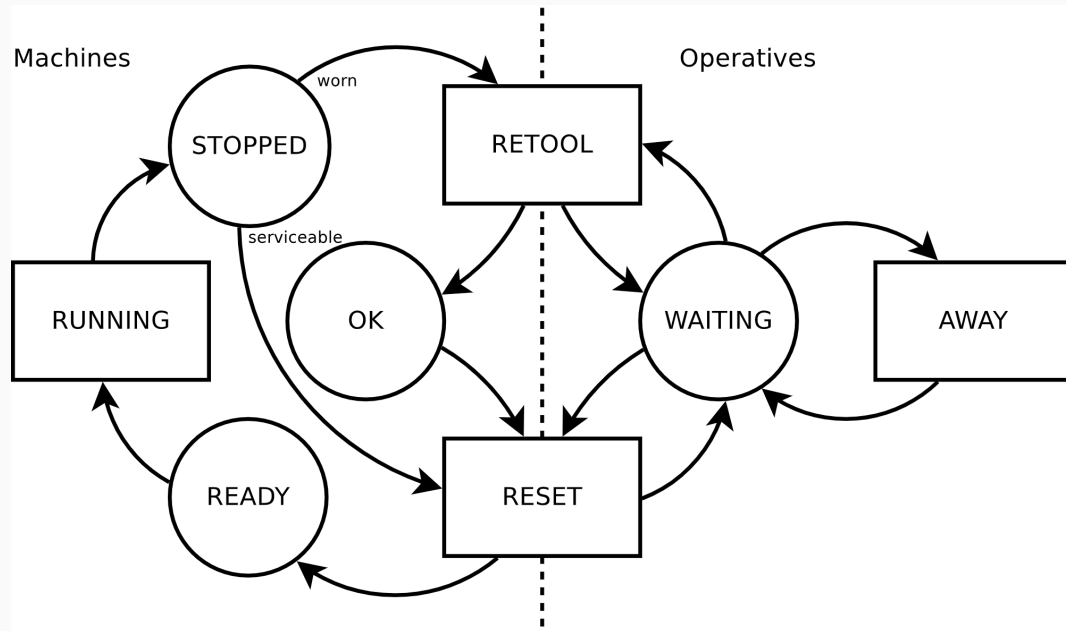 Machines
Operatives
worn
STOPPED
RETOOL
serviceable
RUNNING
OK
WAITING
AWAY
READY
RESET